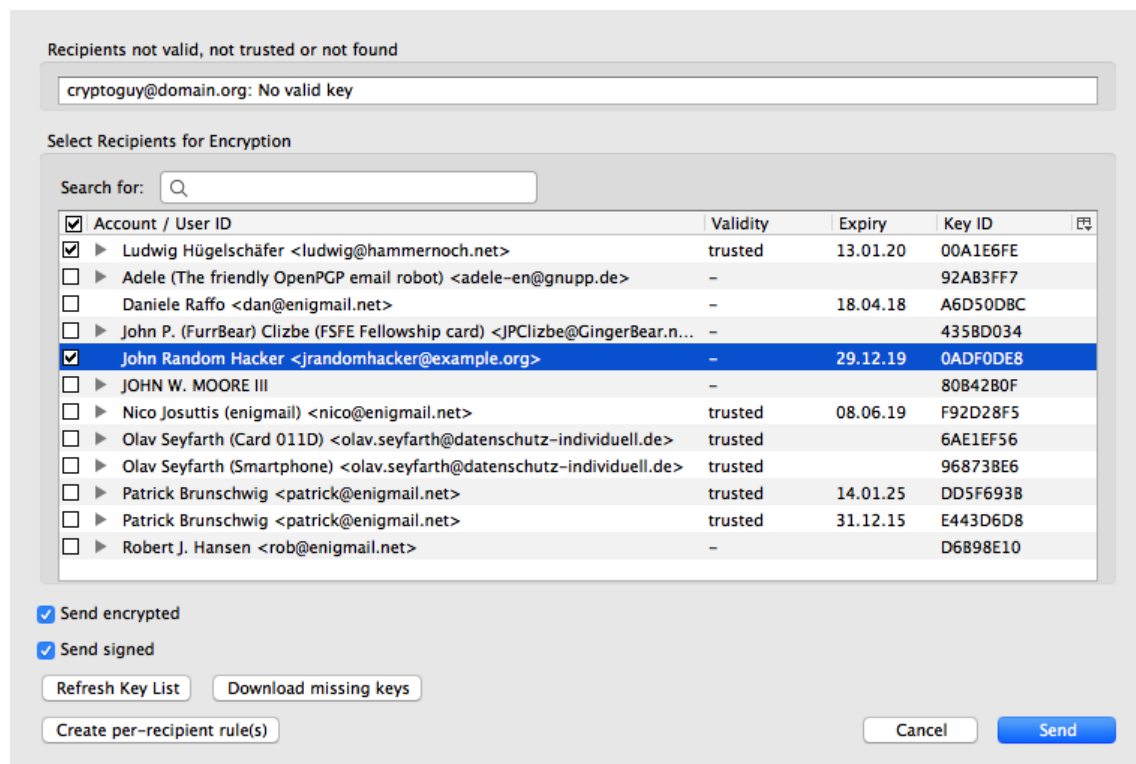 Recipients not valid, not trusted or not found
cryptoguy@domain.org: No valid key
Select Recipients for Encryption
Search for:
Account / User ID Validity Expiry Key ID
Ludwig Hügelschäfer <ludwig@hammernoch.net> trusted 13.01.20 00A1E6FE
Adele (The friendly OpenPGP email robot) <adele-en@gnupp.de> – 92AB3FF7
Daniele Raffo <dan@enigmail.net> – 18.04.18 A6D50DBC
John P. (FurrBear) Clizbe (FSFE Fellowship card) <JPClizbe@GingerBear.n... – 435BD034
John Random Hacker <jrandomhacker@example.org> – 29.12.19 0ADF0DE8
JOHN W. MOORE III – 80B42B0F
Nico Josuttis (enigmail) <nico@enigmail.net> trusted 08.06.19 F92D28F5
Olav Seyfarth (Card 011D) <olav.seyfarth@datenschutz-individuell.de> trusted 6AE1EF56
Olav Seyfarth (Smartphone) <olav.seyfarth@datenschutz-individuell.de> trusted 96873BE6
Patrick Brunschwig <patrick@enigmail.net> trusted 14.01.25 DD5F693B
Patrick Brunschwig <patrick@enigmail.net> trusted 31.12.15 E443D6D8
Robert J. Hansen <rob@enigmail.net> – D6B98E10
Send encrypted
Send signed
Refresh Key List Download missing keys
Create per-recipient rule(s) Cancel Send